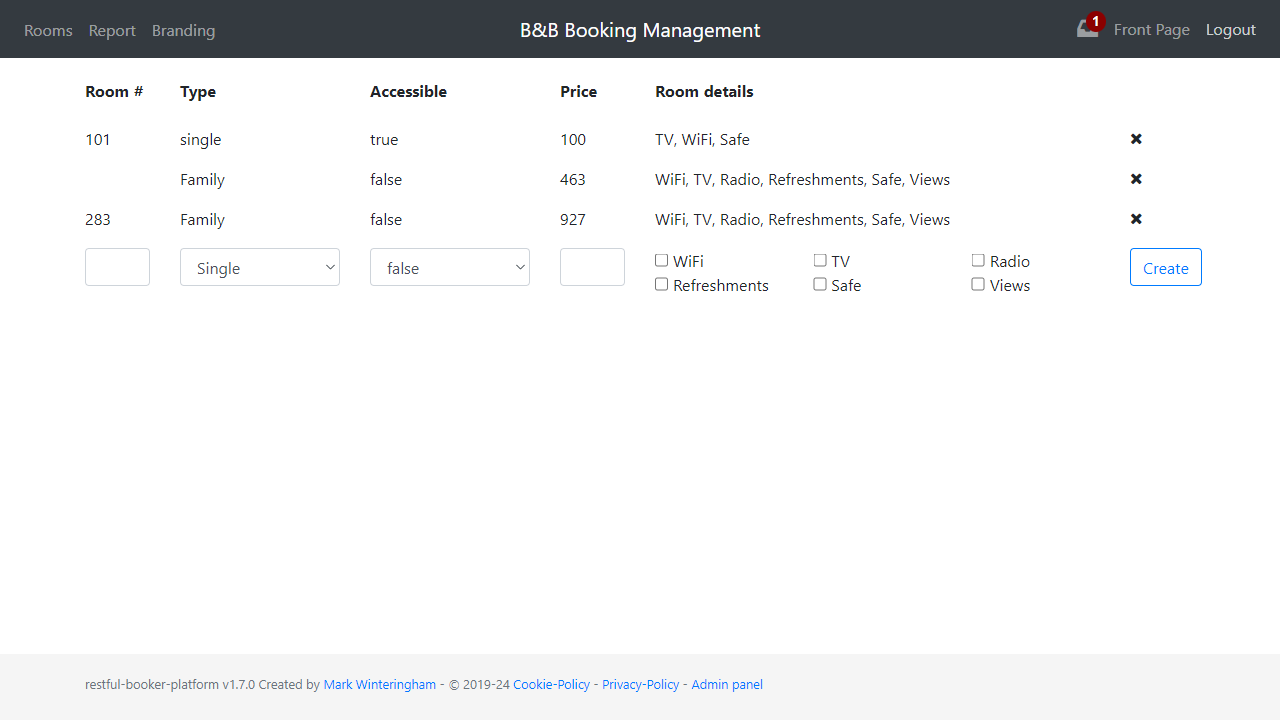 Rooms Report Branding B&B Booking Management 1 Front Page Logout
Room # Type Accessible Price Room details
101 single true 100 TV, WiFi, Safe
Family false 463 WiFi, TV, Radio, Refreshments, Safe, Views
283 Family false 927 WiFi, TV, Radio, Refreshments, Safe, Views
Single false WiFi TV Radio Create
Refreshments Safe Views
restful-booker-platform v1.7.0 Created by Mark Winteringham - © 2019-24 Cookie-Policy - Privacy-Policy - Admin panel